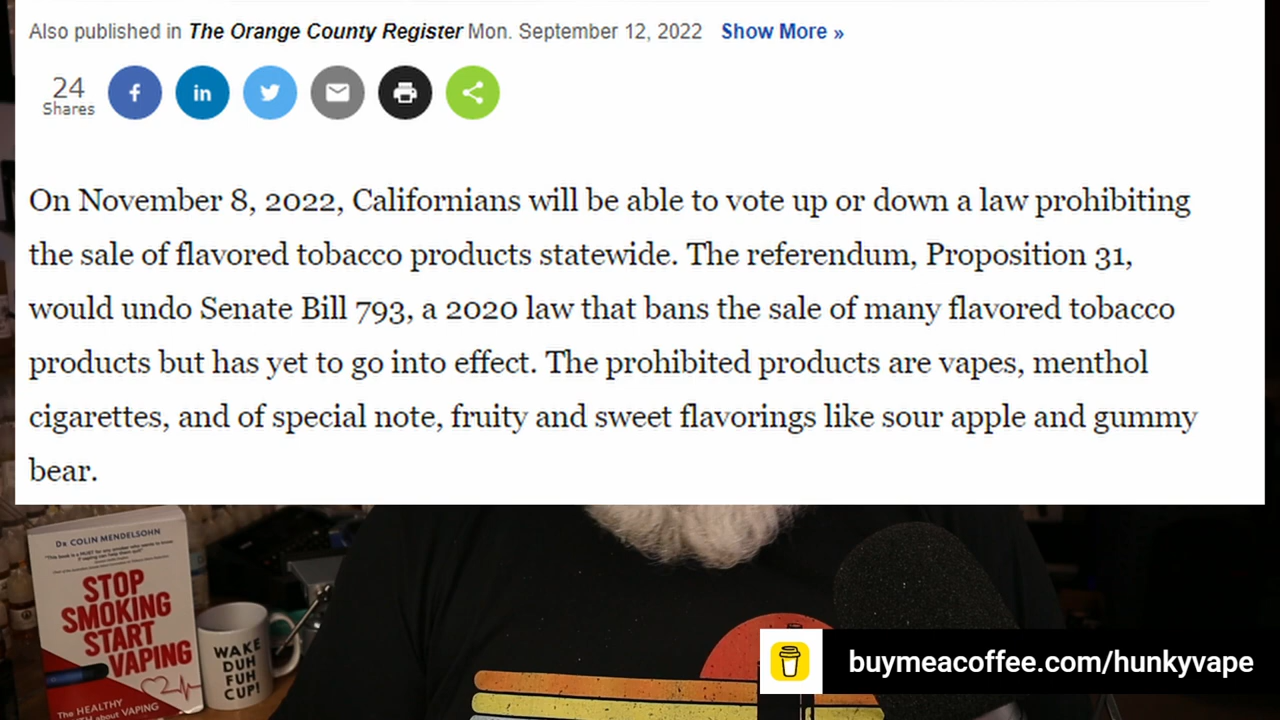 Also published in The Orange County Register Mon. September 12, 2022 Show More »
24
Shares
in
On November 8, 2022, Californians will be able to vote up or down a law prohibiting
the sale of flavored tobacco products statewide. The referendum, Proposition 31,
would undo Senate Bill 793, a 2020 law that bans the sale of many flavored tobacco
products but has yet to go into effect. The prohibited products are vapes, menthol
cigarettes, and of special note, fruity and sweet flavorings like sour apple and gummy
bear.
DR COLIN MENDELSOHN
STOP
SMOKING
START
VAPING
The HEALTHY
about VAPING
WAKE
DUH
FUH
CUP!
buymeacoffee.com/hunkyvape